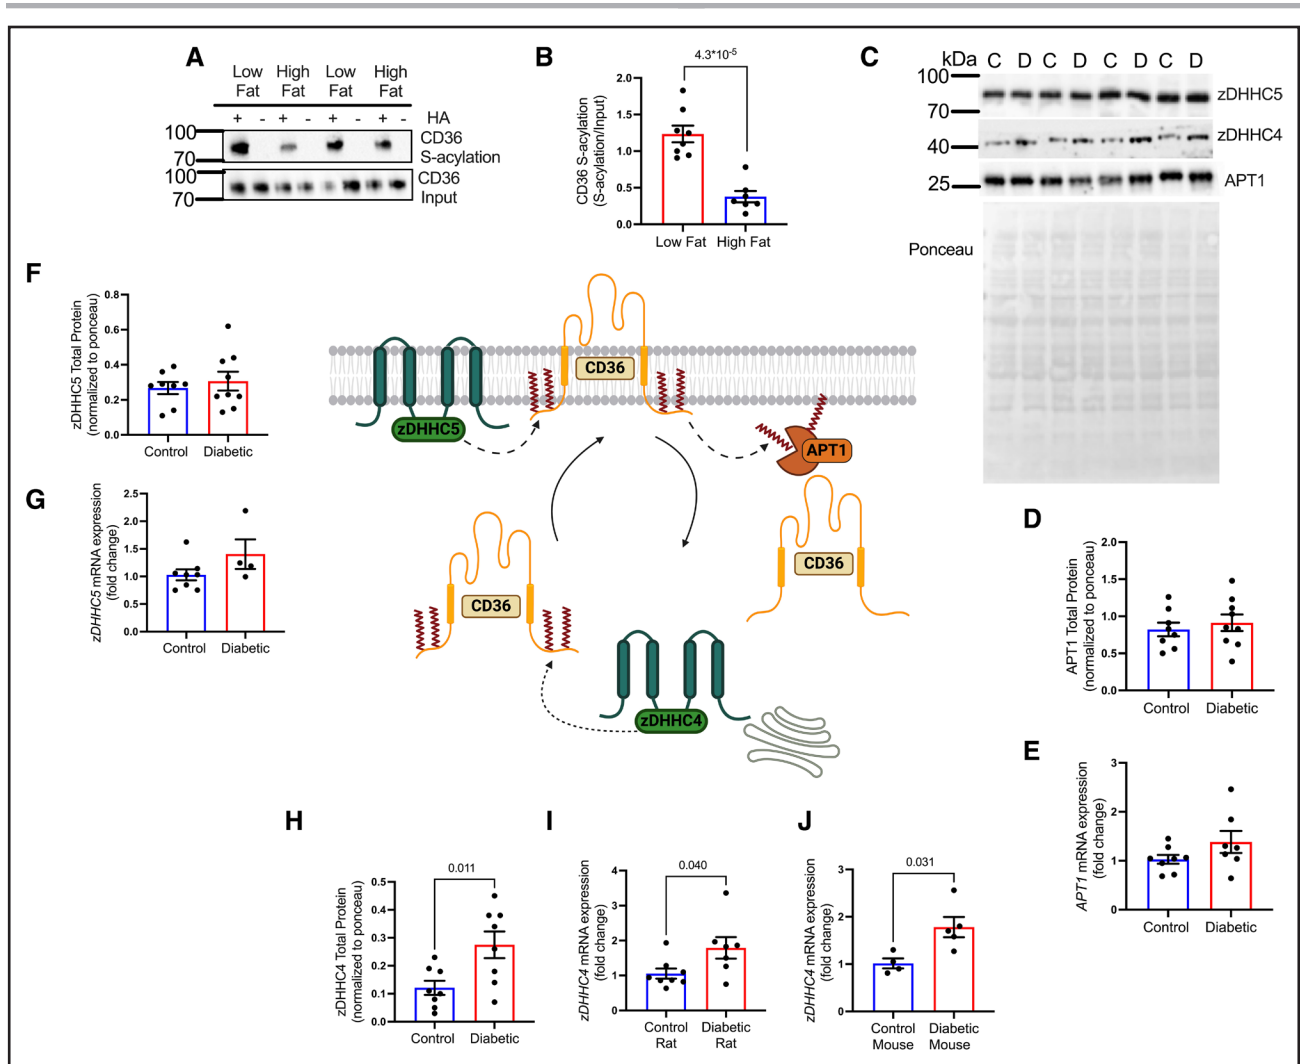 A
Low Fat
High Fat
Low Fat
High Fat
+ - + - + - + - HA
100
70
CD36
S-acylation
100
70
CD36
Input
B
4.3*10-5
CD36 S-acylation
(S-acylation/Input)
2.0
1.5
1.0
0.5
0.0
Low Fat High Fat
C
kDa C D C D C D C D
100
70
zDHHC5
40
zDHHC4
25
APT1
Ponceau
F
zDHHC5 Total Protein
(normalized to ponceau)
0.8
0.6
0.4
0.2
0.0
Control Diabetic
G
zDHHC5 mRNA expression
(fold change)
2.5
2.0
1.5
1.0
0.5
0.0
Control Diabetic
CD36
zDHHC5
APT1
CD36
CD36
zDHHC4
D
APT1 Total Protein
(normalized to ponceau)
2.0
1.5
1.0
0.5
0.0
Control Diabetic
E
APT1 mRNA expression
(fold change)
3
2
1
0
Control Diabetic
H
0.011
zDHHC4 Total Protein
(normalized to ponceau)
0.5
0.4
0.3
0.2
0.1
0.0
Control Diabetic
I
0.040
zDHHC4 mRNA expression
(fold change)
4
3
2
1
0
Control Diabetic
Rat Rat
J
0.031
zDHHC4 mRNA expression
(fold change)
3
2
1
0
Control Diabetic
Mouse Mouse